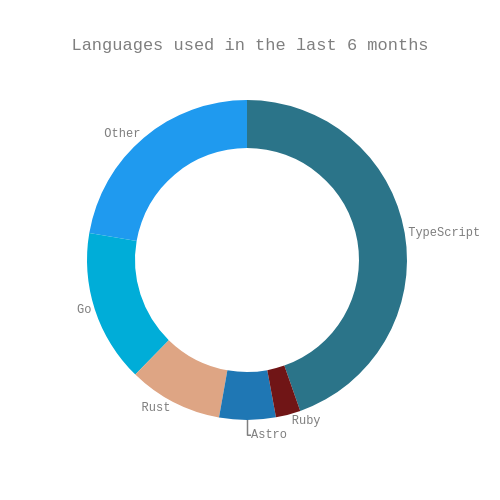 Languages used in the last 6 months
Other
TypeScript
Go
Rust
Ruby
Astro